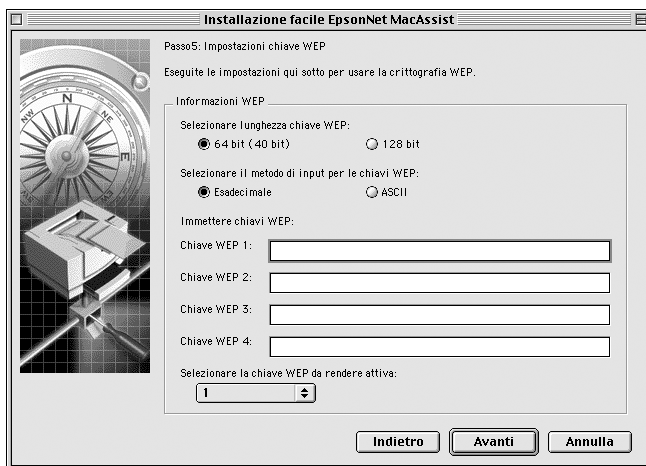 Installazione facile EpsonNet MacAssist
Passo5: Impostazioni chiave WEP
Eseguite le impostazioni qui sotto per usare la crittografia WEP.
Informazioni WEP
Selezionare lunghezza chiave WEP:
64 bit (40 bit) 128 bit
Selezionare il metodo di input per le chiavi WEP:
Esadecimale ASCII
Immettere chiavi WEP:
Chiave WEP 1:
Chiave WEP 2:
Chiave WEP 3:
Chiave WEP 4:
Selezionare la chiave WEP da rendere attiva:
1
Indietro Avanti Annulla
N
NE
E